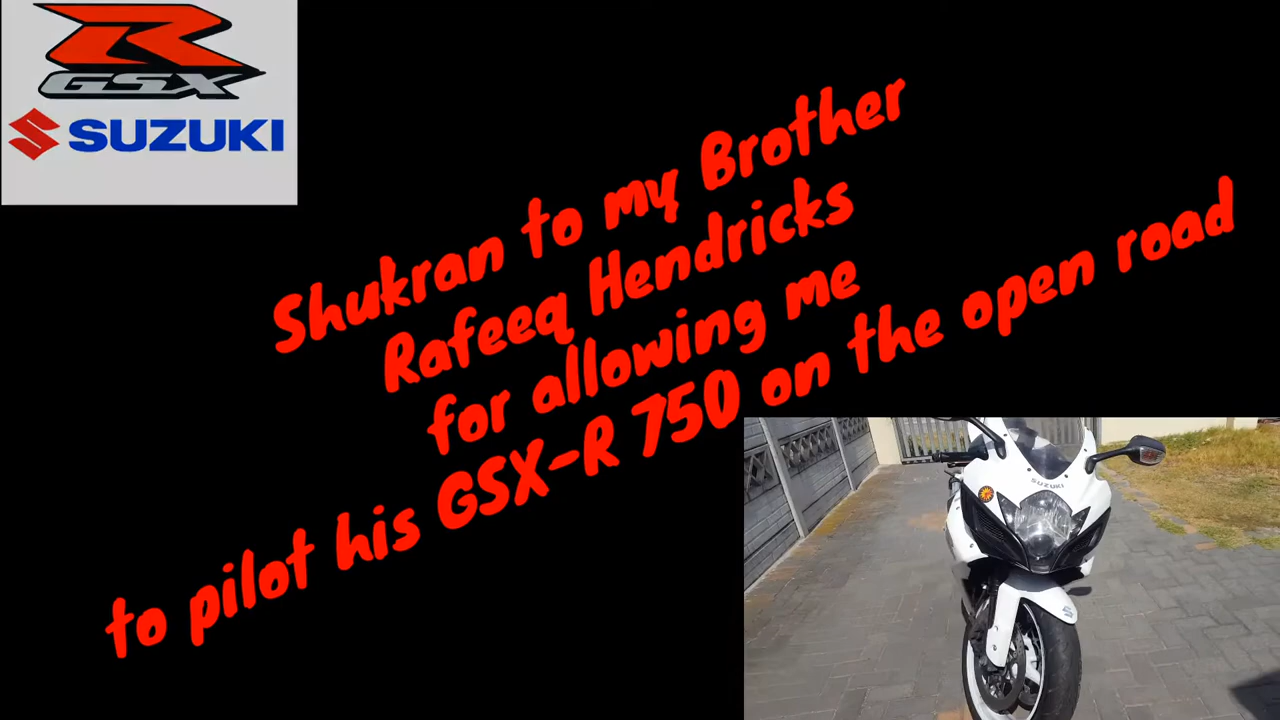 R
GSX
SUZUKI
Shukran to my Brother
Rafeeq Hendricks
for allowing me
to pilot his GSX-R 750 on the open road
SUZUKI